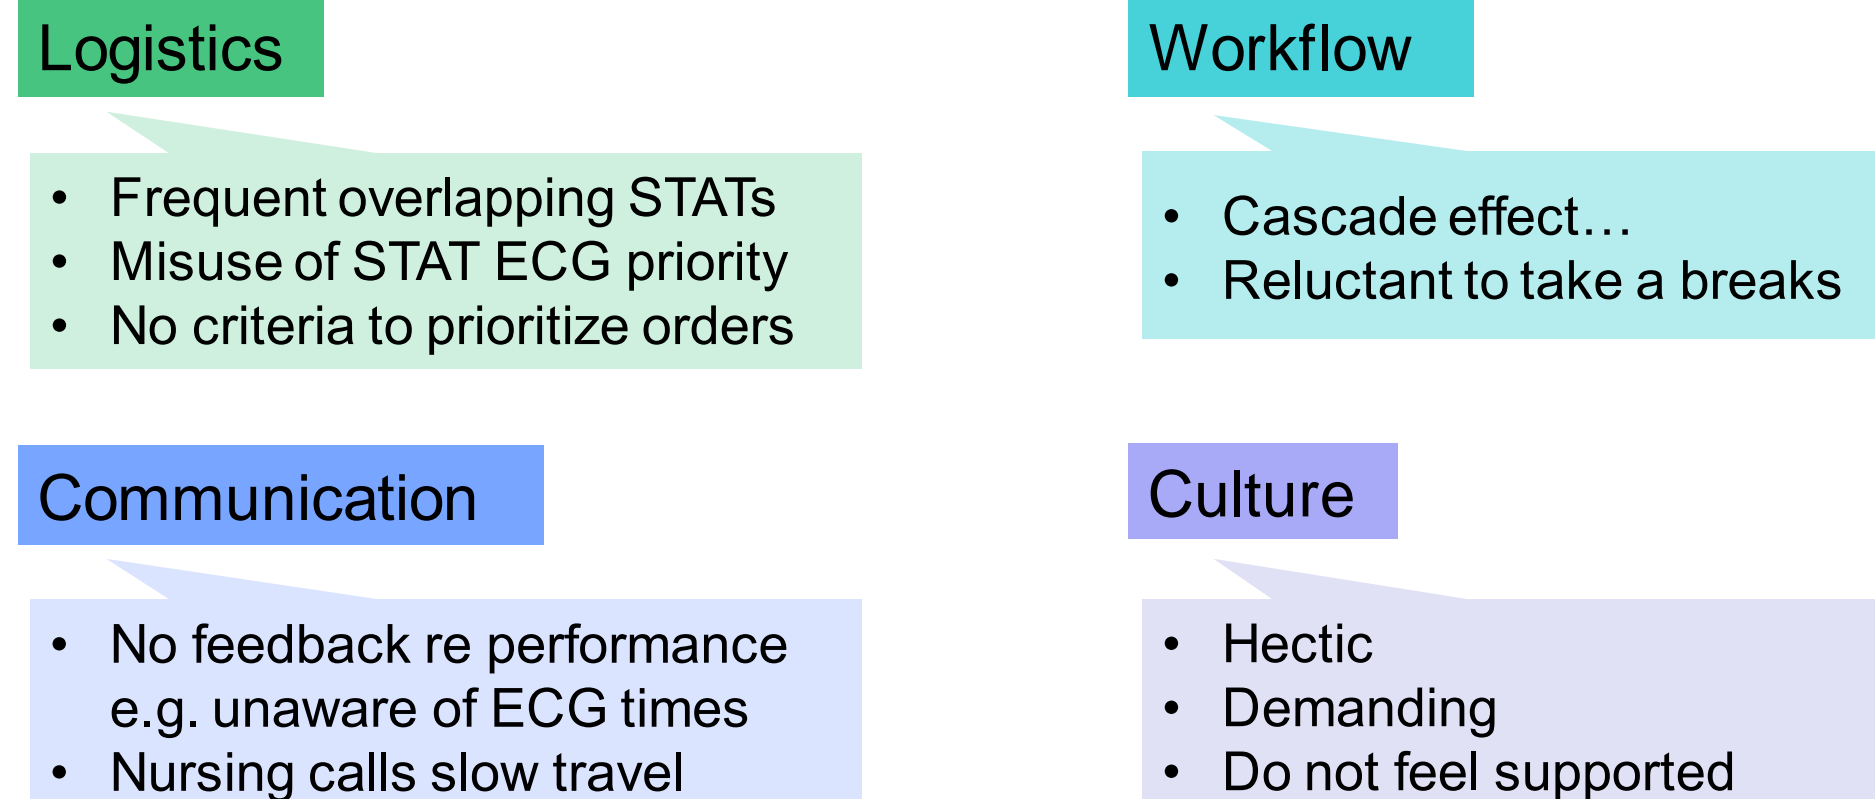 Logistics
• Frequent overlapping STATs
• Misuse of STAT ECG priority
• No criteria to prioritize orders
Workflow
• Cascade effect…
• Reluctant to take a breaks
Communication
• No feedback re performance
e.g. unaware of ECG times
• Nursing calls slow travel
Culture
• Hectic
• Demanding
• Do not feel supported